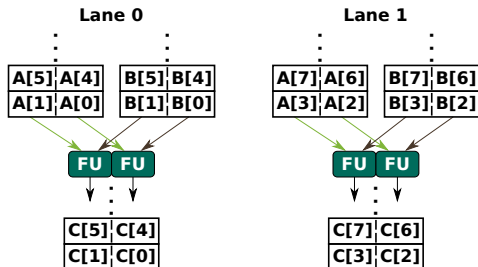 Lane 0 Lane 1
A[5] A[4] B[5] B[4] A[7] A[6] B[7] B[6]
A[1] A[0] B[1] B[0] A[3] A[2] B[3] B[2]
FU FU FU FU
C[5] C[4] C[7] C[6]
C[1] C[0] C[3] C[2]